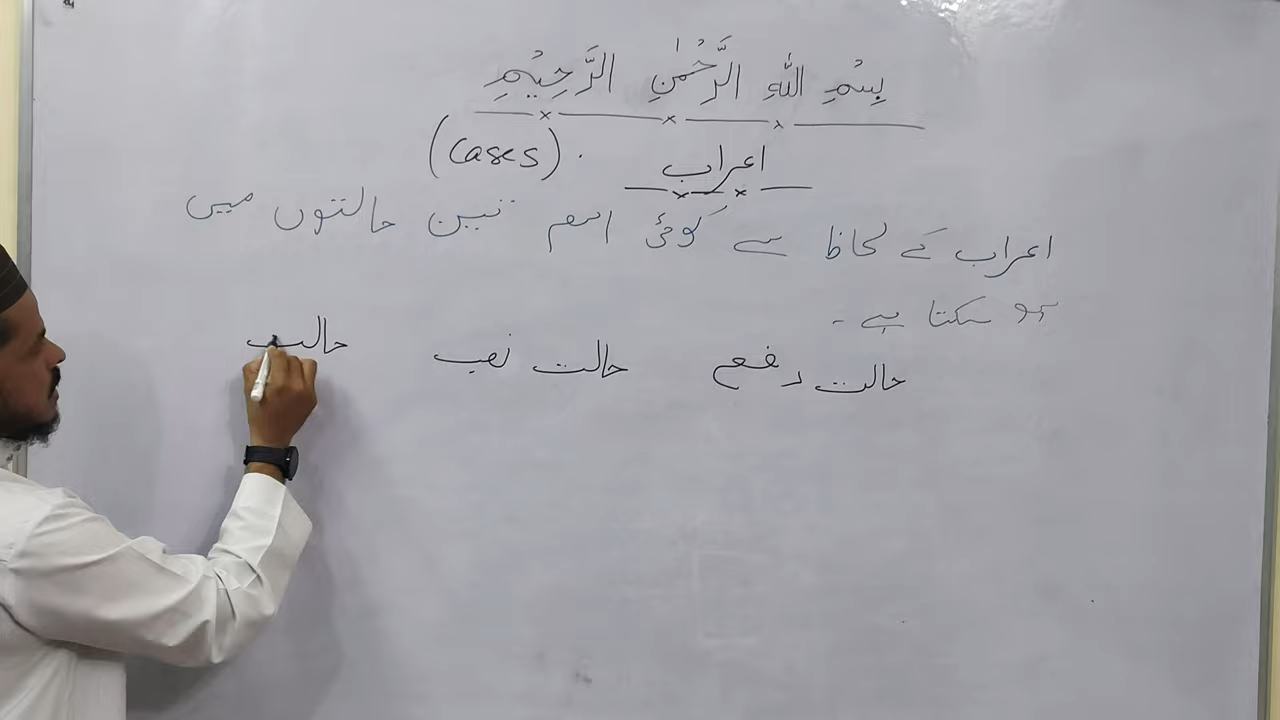 بِسْمِ اللّٰهِ الرَّحْمٰنِ الرَّحِيْمِ
اعراب (Cases).
اعراب کے لحاظ سے کوئی اسم تین حالتوں میں
ہو سکتا ہے۔
حالت رفع حالت نصب حالت